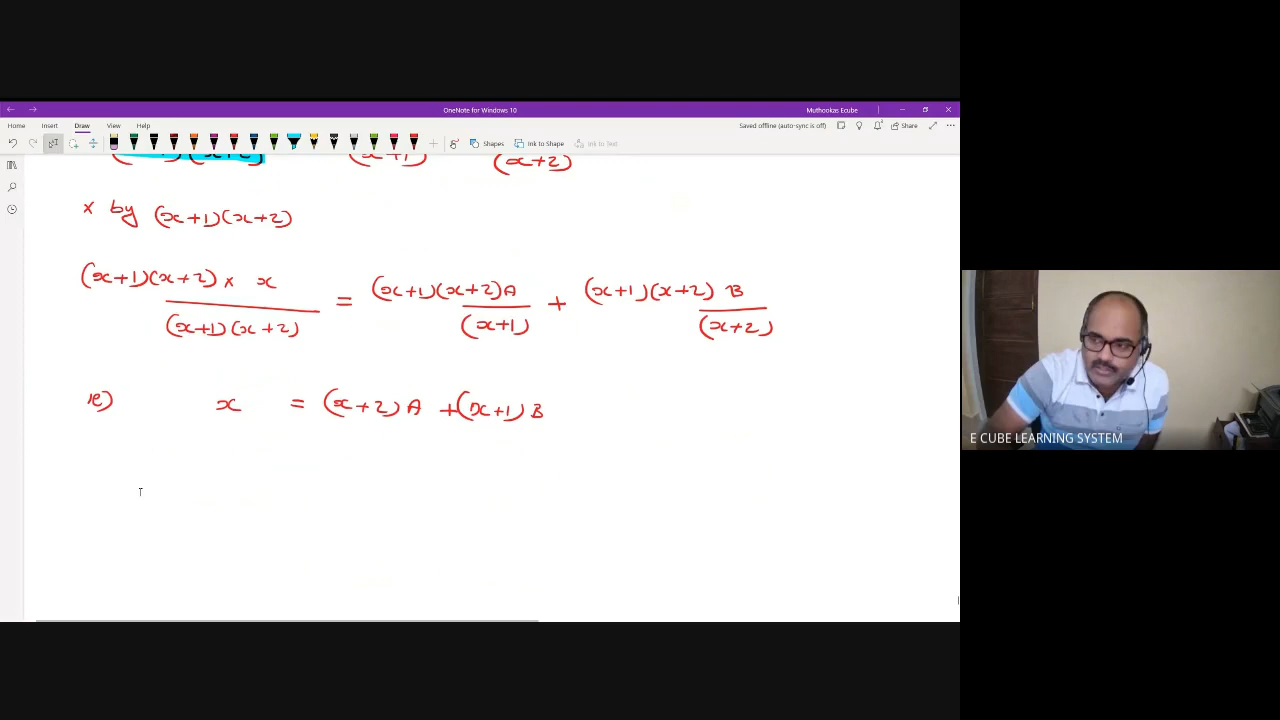 OneNote for Windows 10
Muthookas Ecube
Home Insert Draw View Help
Saved offline (auto-sync is off)
Share
Shapes
Ink to Shape
Ink to Text
(x+1) (x+2)
× by (x+1)(x+2)
(x+1)(x+2) × x / (x+1)(x+2) = (x+1)(x+2)A / (x+1) + (x+1)(x+2) B / (x+2)
ie) x = (x+2) A + (x+1) B
E CUBE LEARNING SYSTEM